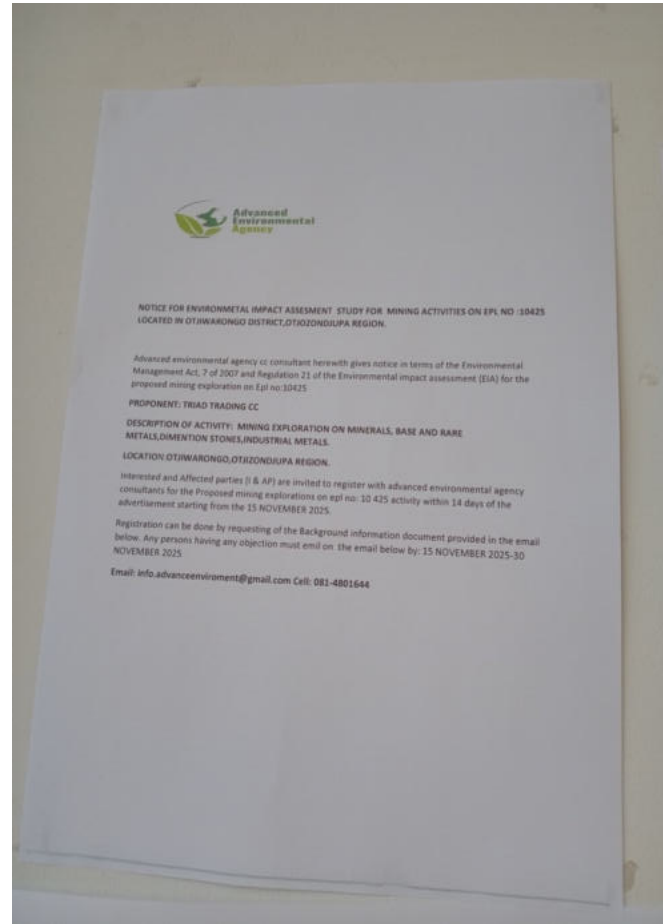 Advanced
Environmental
Agency
NOTICE FOR ENVIRONMETAL IMPACT ASSESMENT STUDY FOR MINING ACTIVITIES ON EPL NO :10425
LOCATED IN OTJIWARONGO DISTRICT,OTJOZONDJUPA REGION.
Advanced environmental agency cc consultant herewith gives notice in terms of the Environmental
Management Act, 7 of 2007 and Regulation 21 of the Environmental impact assessment (EIA) for the
proposed mining exploration on Epl no:10425
PROPONENT: TRIAD TRADING CC
DESCRIPTION OF ACTIVITY: MINING EXPLORATION ON MINERALS, BASE AND RARE
METALS,DIMENTION STONES,INDUSTRIAL METALS.
LOCATION:OTJIWARONGO,OTJIZONDJUPA REGION.
Interested and Affected parties (I & AP) are invited to register with advanced environmental agency
consultants for the Proposed mining explorations on epl no: 10 425 activity within 14 days of the
advertisement starting from the 15 NOVEMBER 2025.
Registration can be done by requesting of the Background information document provided in the email
below. Any persons having any objection must emil on the email below by: 15 NOVEMBER 2025-30
NOVEMBER 2025
Email: info.advanceenviroment@gmail.com Cell: 081-4801644